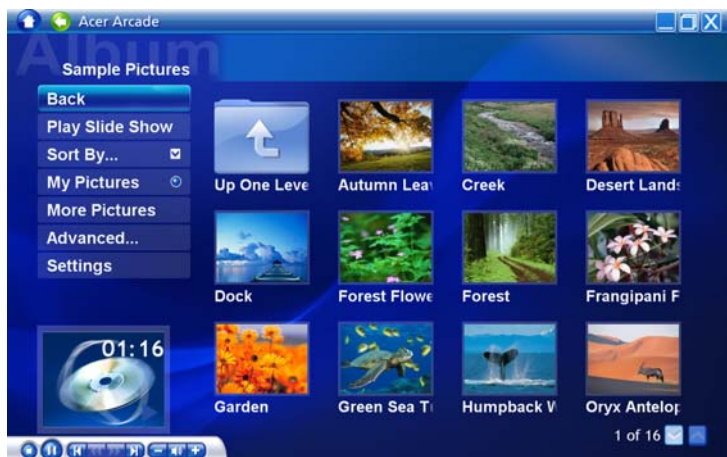 Acer Arcade
Album
Sample Pictures
Back
Play Slide Show
Sort By...
My Pictures
More Pictures
Advanced...
Settings
Up One Leve
Autumn Lea
Creek
Desert Lands
Dock
Forest Flowe
Forest
Frangipani F
Garden
Green Sea T
Humpback W
Oryx Antelop
01:16
1 of 16